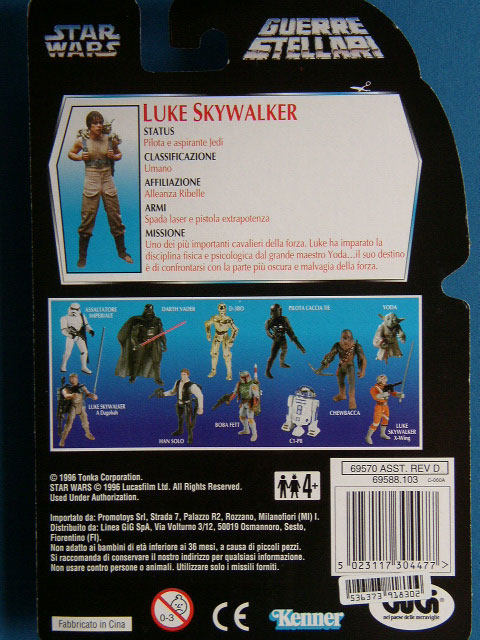 STAR WARS
GUERRE STELLARI
LUKE SKYWALKER
STATUS
Pilota e aspirante Jedi
CLASSIFICAZIONE
Umano
AFFILIAZIONE
Alleanza Ribelle
ARMI
Spada laser e pistola extrapotenza
MISSIONE
Uno dei più importanti cavalieri della forza. Luke ha imparato la
disciplina fisica e psicologica dal grande maestro Yoda...il suo destino
è di confrontarsi con la parte più oscura e malvagia della forza.
ASSALTATORE
IMPERIALE
DARTH VADER
D-3BO
PILOTA CACCIA TIE
YODA
LUKE SKYWALKER
A Dagobah
HAN SOLO
BOBA FETT
C1-P8
CHEWBACCA
LUKE
SKYWALKER
X-Wing
© 1996 Tonka Corporation.
STAR WARS © 1996 Lucasfilm Ltd. All Rights Reserved.
Used Under Authorization.
4+
69570 ASST. REV D
69588.103 C-060A
Importato da: Promotoys Srl, Strada 7, Palazzo R2, Rozzano, Milanofiori (MI) I.
Distribuito da: Linea GiG SpA, Via Volturno 3/12, 50019 Osmannoro, Sesto,
Fiorentino (FI).
Non adatto ai bambini di età inferiore ai 36 mesi, a causa di piccoli pezzi.
Si raccomanda di conservare il nostro indirizzo per qualsiasi informazione.
Non usare contro persone o animali. Utilizzare solo i missili forniti.
5 023117 304477 >
536373 918302
Fabbricato in Cina
0-3
CE
Kenner
nel paese delle meraviglie